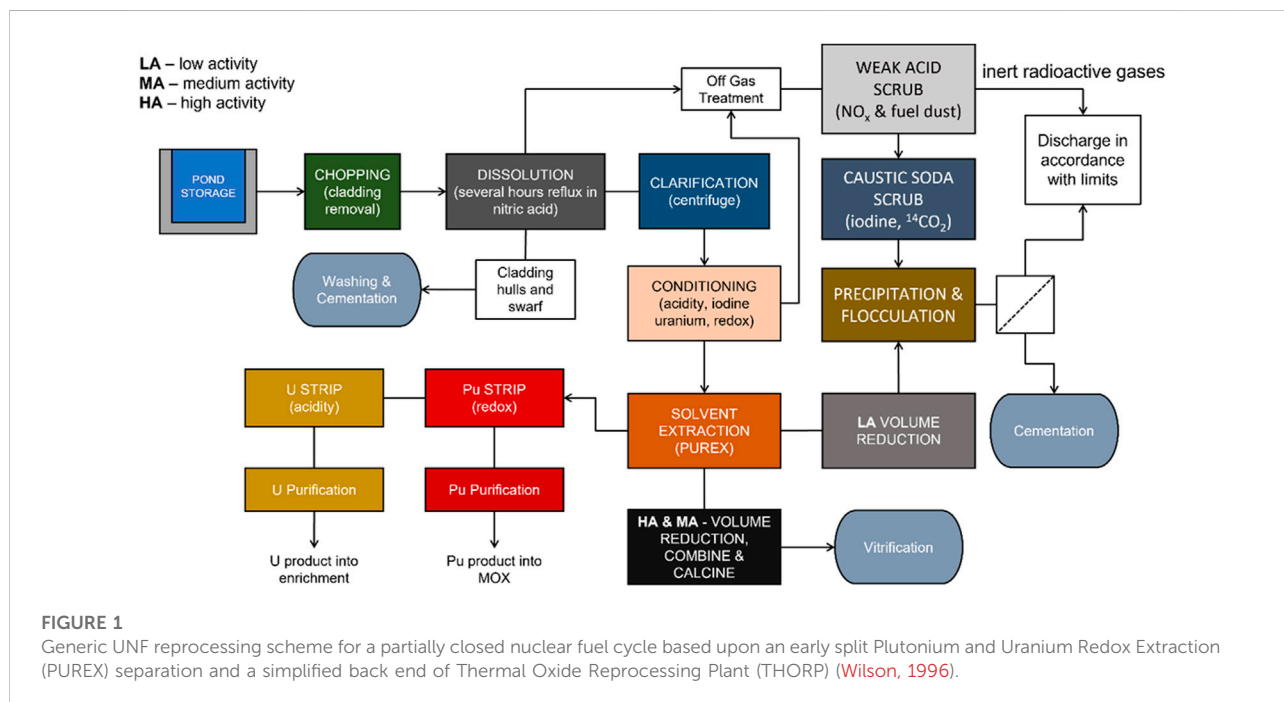 LA – low activity
MA – medium activity
HA – high activity
Off Gas
Treatment
WEAK ACID
SCRUB
(NOₓ & fuel dust)
inert radioactive gases
Discharge in
accordance
with limits
POND
STORAGE
CHOPPING
(cladding
removal)
DISSOLUTION
(several hours reflux in
nitric acid)
CLARIFICATION
(centrifuge)
CAUSTIC SODA
SCRUB
(iodine, ¹⁴CO₂)
Washing &
Cementation
Cladding
hulls and
swarf
CONDITIONING
(acidity, iodine
uranium, redox)
PRECIPITATION &
FLOCCULATION
U STRIP
(acidity)
Pu STRIP
(redox)
SOLVENT
EXTRACTION
(PUREX)
LA VOLUME
REDUCTION
Cementation
U Purification
Pu Purification
HA & MA - VOLUME
REDUCTION,
COMBINE &
CALCINE
Vitrification
U product into
enrichment
Pu product into
MOX
FIGURE 1
Generic UNF reprocessing scheme for a partially closed nuclear fuel cycle based upon an early split Plutonium and Uranium Redox Extraction
(PUREX) separation and a simplified back end of Thermal Oxide Reprocessing Plant (THORP) (Wilson, 1996).